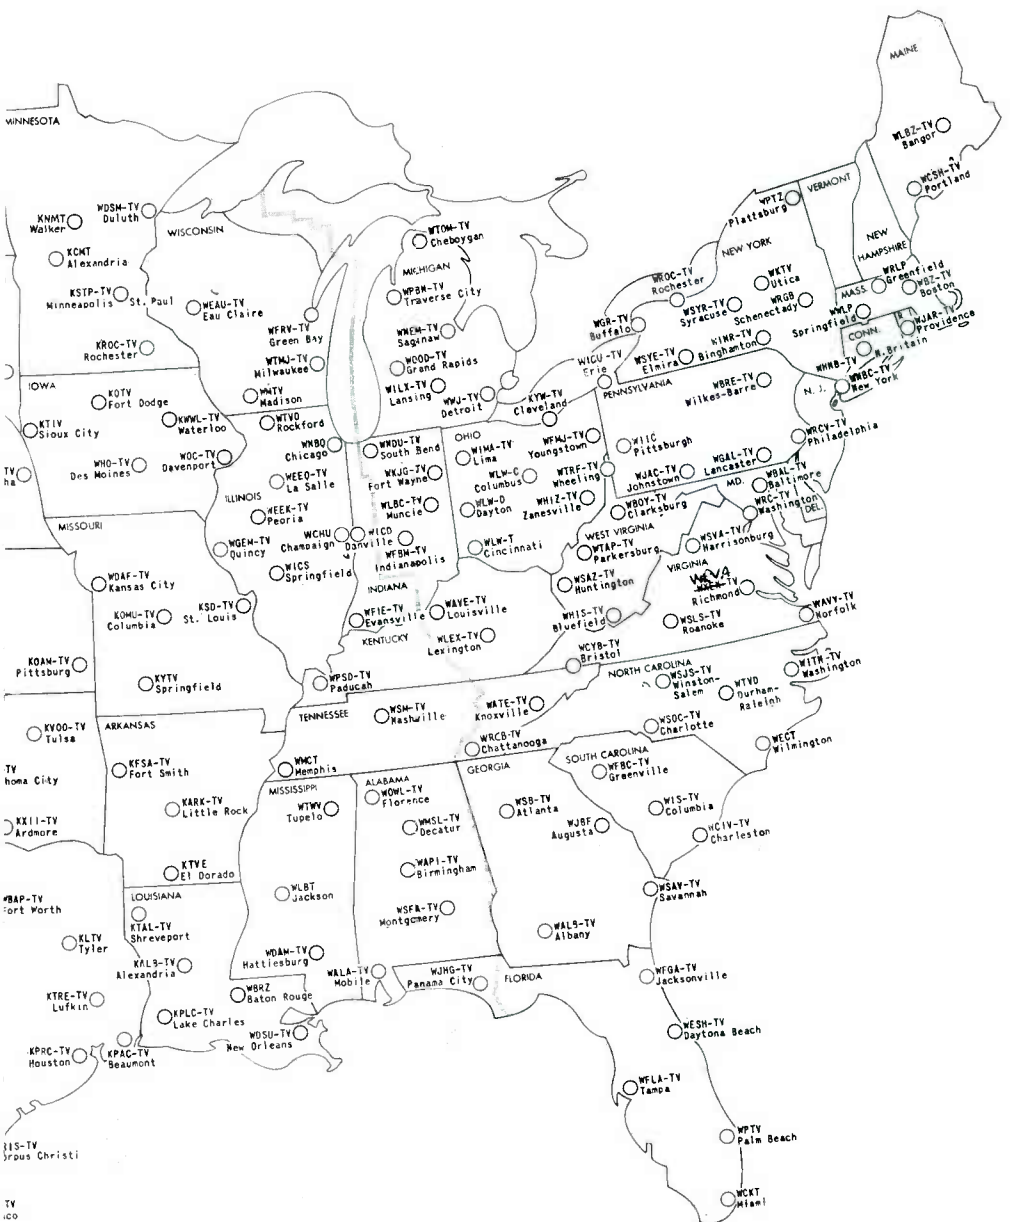 MAINE
MINNESOTA
WLBZ-TV
Bangor
WCSH-TV
Portland
VERMONT
WPTZ
Plattsburg
KNMT
Walker
WDSM-TV
Duluth
WISCONSIN
WTOM-TV
Cheboygan
NEW YORK
NEW
HAMPSHIRE
KCMT
Alexandria
MICHIGAN
WPBN-TV
Traverse City
WROC-TV
Rochester
WKTV
Utica
WRLP
Greenfield
MASS.
WBZ-TV
Boston
KSTP-TV
Minneapolis
St. Paul
WEAU-TV
Eau Claire
WSYR-TV
Syracuse
WRGB
Schenectady
WWLP
Springfield
WJAR-TV
Providence
WFRV-TV
Green Bay
WNEM-TV
Saginaw
WGR-TV
Buffalo
CONN.
KROC-TV
Rochester
WTMJ-TV
Milwaukee
WOOD-TV
Grand Rapids
WICU-TV
Erie
WSYE-TV
Elmira
WINR-TV
Binghamton
WHNB-TV
N. Britain
IOWA
WMTV
Madison
WILX-TV
Lansing
WWJ-TV
Detroit
KYW-TV
Cleveland
PENNSYLVANIA
WBRE-TV
Wilkes-Barre
N. J.
WNBC-TV
New York
KQTV
Fort Dodge
KTIV
Sioux City
KWWL-TV
Waterloo
WTVO
Rockford
WNBQ
Chicago
WNDU-TV
South Bend
OHIO
WIMA-TV
Lima
WFMJ-TV
Youngstown
WIIC
Pittsburgh
WRCV-TV
Philadelphia
WHO-TV
Des Moines
WOC-TV
Davenport
WEEQ-TV
La Salle
WKJG-TV
Fort Wayne
WLW-C
Columbus
WTRF-TV
Wheeling
WJAC-TV
Johnstown
WGAL-TV
Lancaster
WBAL-TV
Baltimore
MD.
TV
ha
ILLINOIS
WEEK-TV
Peoria
WLBC-TV
Muncie
WLW-D
Dayton
WHIZ-TV
Zanesville
WBOY-TV
Clarksburg
WRC-TV
Washington
DEL.
MISSOURI
WGEM-TV
Quincy
WCHU
Champaign
WICD
Danville
WFBM-TV
Indianapolis
WLW-T
Cincinnati
WEST VIRGINIA
WTAP-TV
Parkersburg
WSVA-TV
Harrisonburg
WICS
Springfield
VIRGINIA
WDAF-TV
Kansas City
INDIANA
WSAZ-TV
Huntington
Richmond
KOMU-TV
Columbia
KSD-TV
St. Louis
WFIE-TV
Evansville
WAVE-TV
Louisville
WHIS-TV
Bluefield
WSLS-TV
Roanoke
WAVY-TV
Norfolk
KENTUCKY
WLEX-TV
Lexington
KOAM-TV
Pittsburg
WCYB-TV
Bristol
NORTH CAROLINA
WITN-TV
Washington
KYTV
Springfield
WPSD-TV
Paducah
WSJS-TV
Winston-
Salem
WTVD
Durham-
Raleigh
KVOO-TV
Tulsa
ARKANSAS
TENNESSEE
WSM-TV
Nashville
WATE-TV
Knoxville
WSOC-TV
Charlotte
WECT
Wilmington
WRCB-TV
Chattanooga
-TV
homa City
KFSA-TV
Fort Smith
WMCT
Memphis
GEORGIA
SOUTH CAROLINA
WFBC-TV
Greenville
MISSISSIPPI
ALABAMA
WOWL-TV
Florence
KXII-TV
Ardmore
KARK-TV
Little Rock
WTWV
Tupelo
WSB-TV
Atlanta
WIS-TV
Columbia
WMSL-TV
Decatur
WJBF
Augusta
WCIV-TV
Charleston
KTVE
El Dorado
WAPI-TV
Birmingham
WBAP-TV
Fort Worth
LOUISIANA
WLBT
Jackson
WSAV-TV
Savannah
KTAL-TV
Shreveport
WSFA-TV
Montgomery
WALB-TV
Albany
KLTV
Tyler
KALB-TV
Alexandria
WDAM-TV
Hattiesburg
WALA-TV
Mobile
WJHG-TV
Panama City
FLORIDA
WFGA-TV
Jacksonville
KTRE-TV
Lufkin
WBRZ
Baton Rouge
KPLC-TV
Lake Charles
WDSU-TV
New Orleans
WESH-TV
Daytona Beach
KPRC-TV
Houston
KPAC-TV
Beaumont
WFLA-TV
Tampa
WPTV
Palm Beach
RIS-TV
orpus Christi
WCKT
Miami
TV
ico